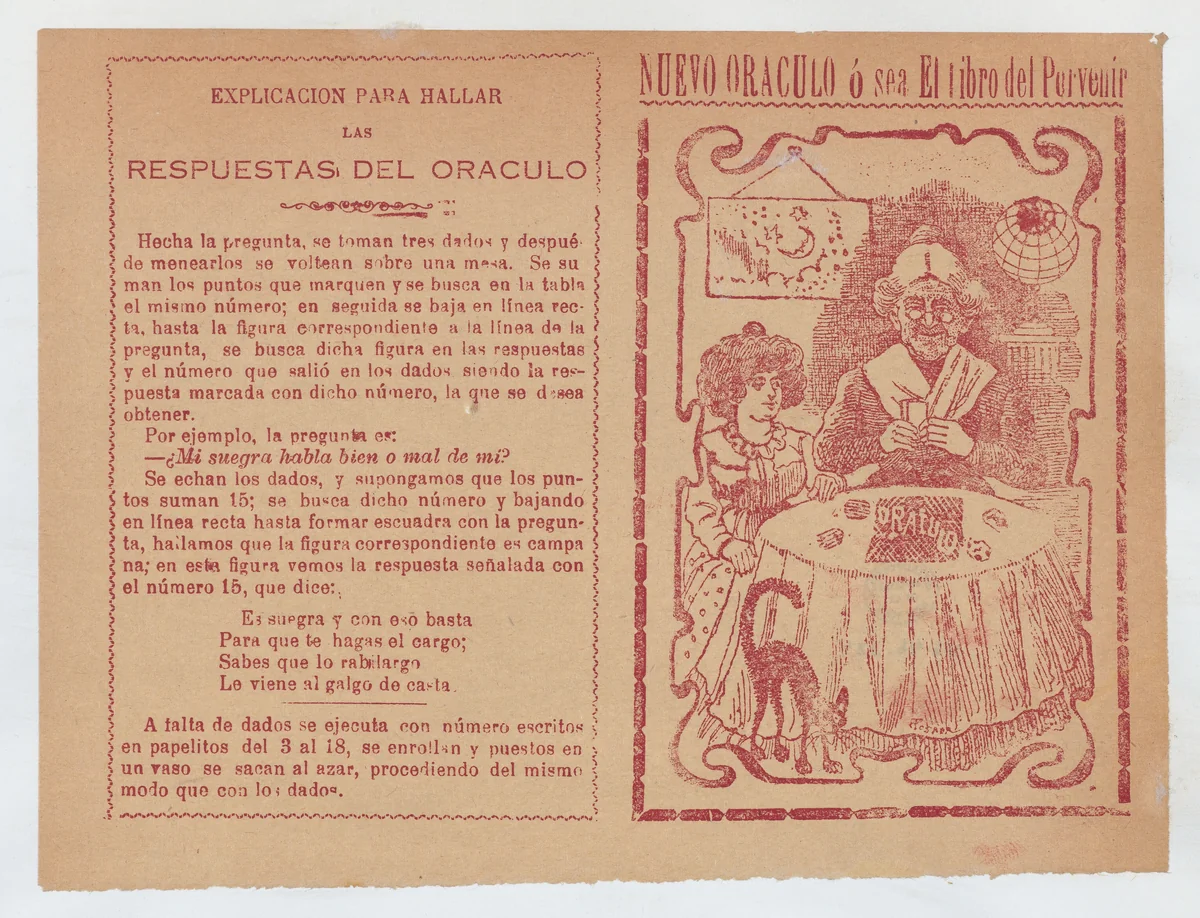 EXPLICACION PARA HALLAR
LAS
RESPUESTAS DEL ORACULO
Hecha la pregunta, se toman tres dados y despué
de menearlos se voltean sobre una mesa. Se su
man los puntos que marquen y se busca en la tabla
el mismo número; en seguida se baja en línea rec-
ta, hasta la figura correspondiente a la línea de la
pregunta, se busca dicha figura en las respuestas
y el número que salió en los dados siendo la res-
puesta marcada con dicho número, la que se desea
obtener.
Por ejemplo, la pregunta es:
—¿Mi suegra habla bien o mal de mi?
Se echan los dados, y supongamos que los pun-
tos suman 15; se busca dicho número y bajando
en línea recta hasta formar escuadra con la pregun-
ta, hallamos que la figura correspondiente es campa
na; en esta figura vemos la respuesta señalada con
el número 15, que dice:
Es suegra y con eso basta
Para que te hagas el cargo;
Sabes que lo rabilargo
Le viene al galgo de casta.
A falta de dados se ejecuta con número escritos
en papelitos del 3 al 18, se enrollan y puestos en
un vaso se sacan al azar, procediendo del mismo
modo que con los dados.
NUEVO ORACULO ó sea El Libro del Porvenir
ORACULO